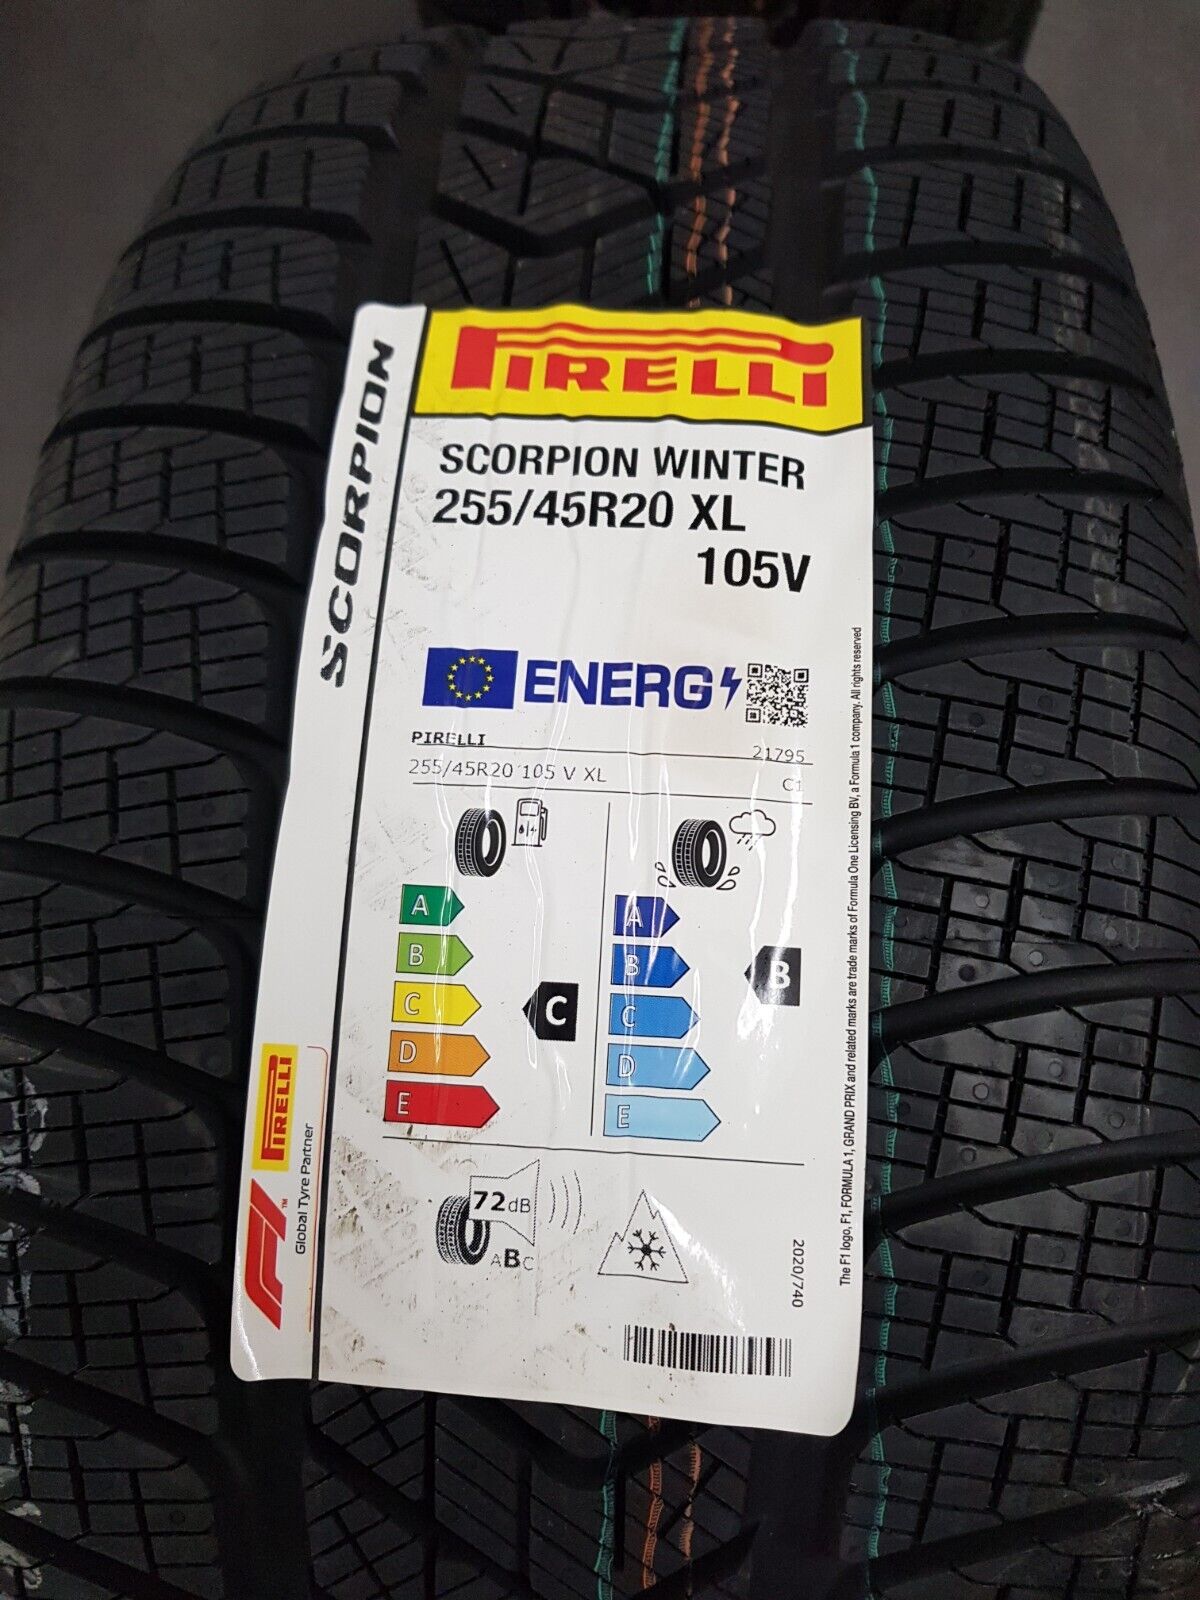 PIRELLI
SCORPION
SCORPION WINTER
255/45R20 XL
105V
ENERG
PIRELLI 21795
255/45R20 105 V XL C1
A
B
C
D
E
C
A
B
C
D
E
B
72dB
ABC
2020/740
PIRELLI
F1™
Global Tyre Partner
The F1 logo, F1, FORMULA 1, GRAND PRIX and related marks are trade marks of Formula One Licensing BV, a Formula 1 company. All rights reserved